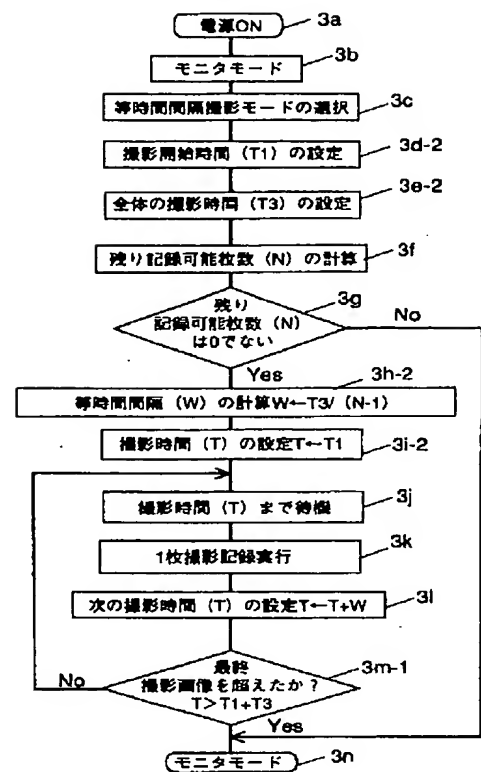 電源ON
3a
モニタモード
3b
等時間間隔撮影モードの選択
3c
撮影開始時間(T1)の設定
3d-2
全体の撮影時間(T3)の設定
3e-2
残り記録可能枚数(N)の計算
3f
残り
記録可能枚数(N)
は0でない
3g
No
Yes
等時間間隔(W)の計算W←T3/(N-1)
3h-2
撮影時間(T)の設定T←T1
3i-2
撮影時間(T)まで待機
3j
1枚撮影記録実行
3k
次の撮影時間(T)の設定T←T+W
3l
最終
撮影画像を超えたか?
T>T1+T3
3m-1
No
Yes
モニタモード
3n